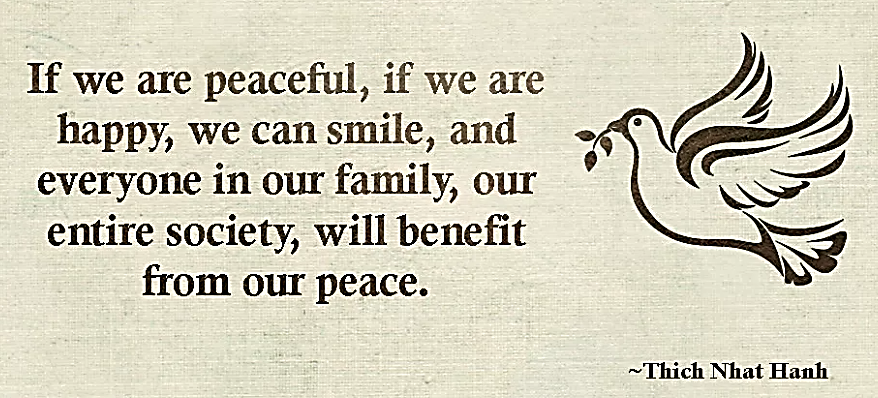 If we are peaceful, if we are
happy, we can smile, and
everyone in our family, our
entire society, will benefit
from our peace.
~Thich Nhat Hanh